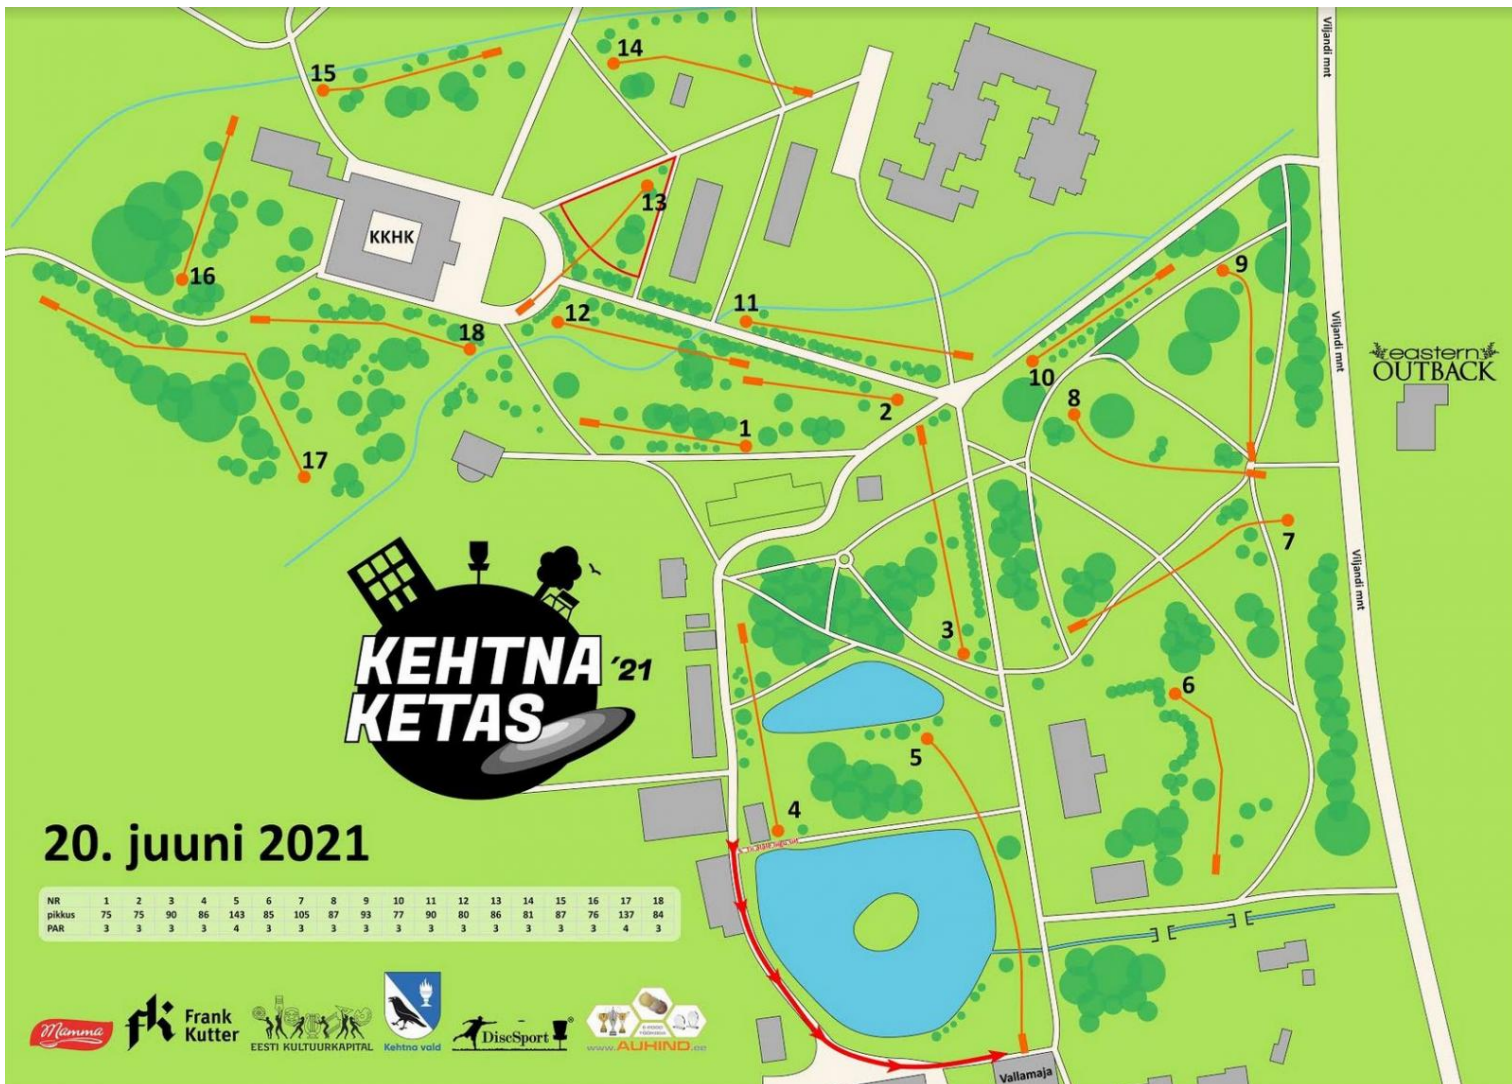 Viljandi mnt
14
15
13
KKHK
16
9
11
12
18
10
Viljandi mnt
eastern
OUTBACK
2
8
1
17
7
Viljandi mnt
3
KEHTNA '21
KETAS
6
5
4
20. juuni 2021
NR 1 2 3 4 5 6 7 8 9 10 11 12 13 14 15 16 17 18
pikkus 75 75 90 86 143 85 105 87 93 77 90 80 86 81 87 76 137 84
PAR 3 3 3 3 4 3 3 3 3 3 3 3 3 3 3 3 4 3
Mamma
Frank
Kutter
EESTI KULTUURKAPITAL
Kehtna vald
DiscSport
www.AUHIND.ee
Vallamaja